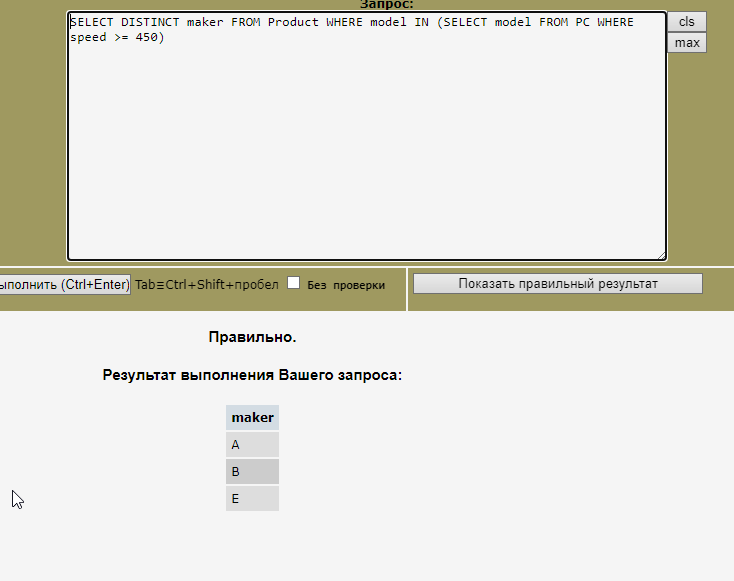 Запрос:
SELECT DISTINCT maker FROM Product WHERE model IN (SELECT model FROM PC WHERE
speed >= 450)
cls
max
ыполнить (Ctrl+Enter) Tab≡Ctrl+Shift+пробел Без проверки
Показать правильный результат
Правильно.
Результат выполнения Вашего запроса:
maker
A
B
E